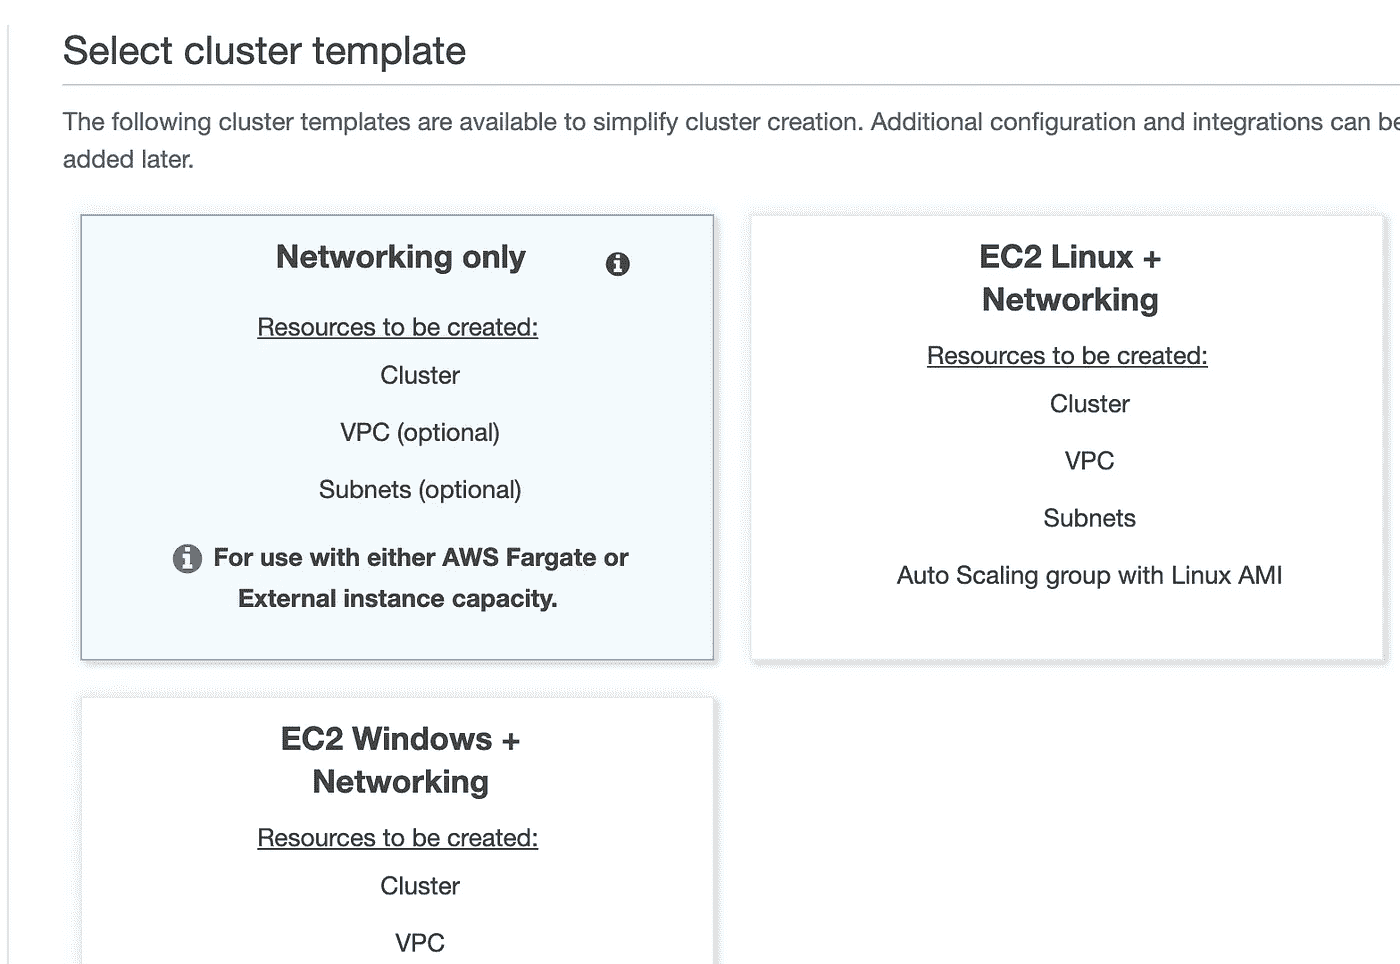 Select cluster template
The following cluster templates are available to simplify cluster creation. Additional configuration and integrations can be
added later.
Networking only
Resources to be created:
Cluster
VPC (optional)
Subnets (optional)
For use with either AWS Fargate or
External instance capacity.
EC2 Linux +
Networking
Resources to be created:
Cluster
VPC
Subnets
Auto Scaling group with Linux AMI
EC2 Windows +
Networking
Resources to be created:
Cluster
VPC